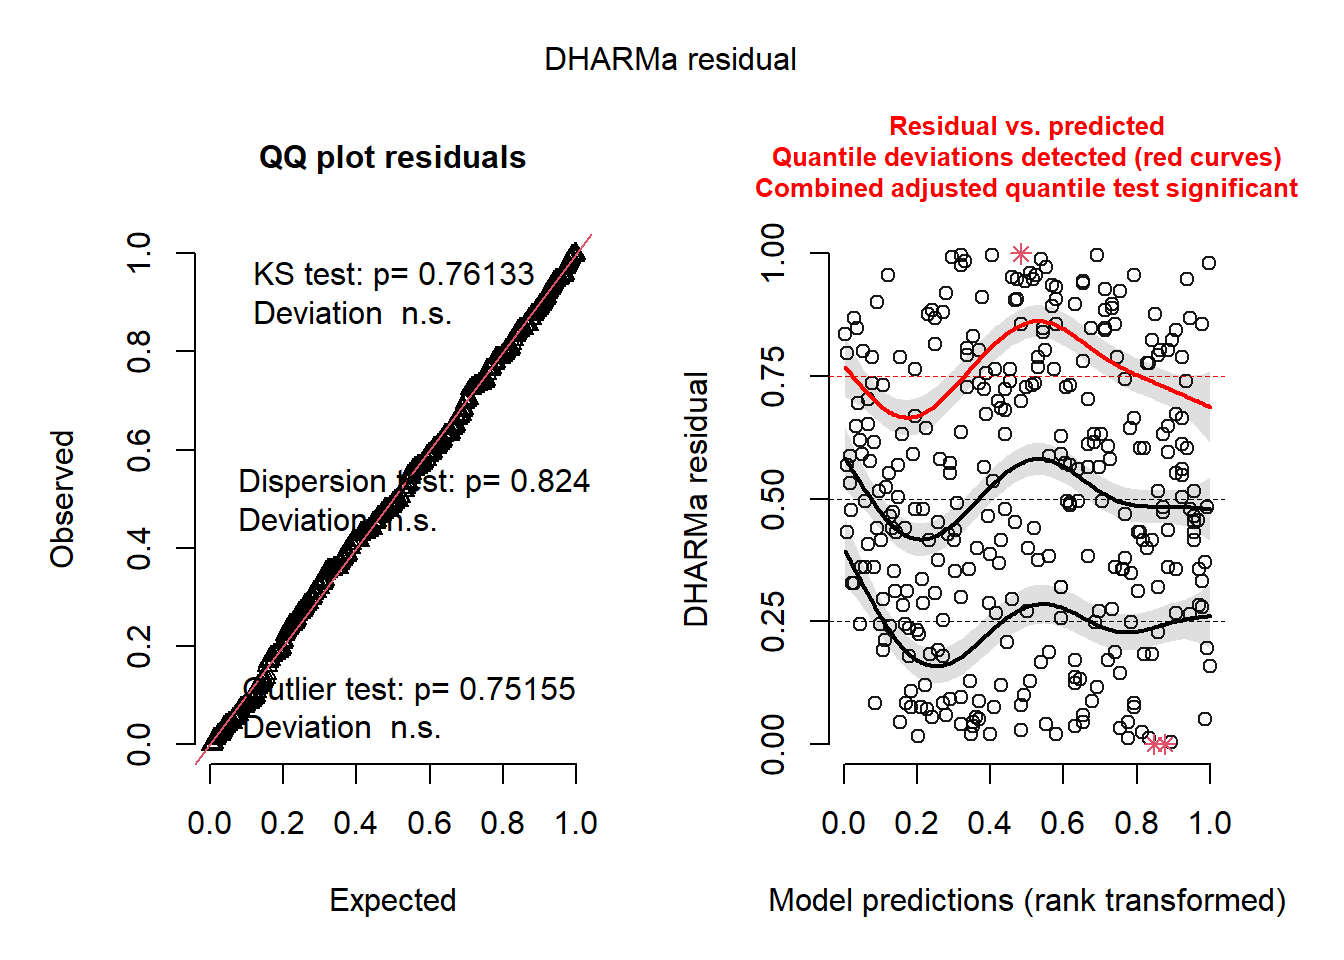 DHARMa residual
QQ plot residuals
KS test: p= 0.76133
Deviation  n.s.
Dispersion test: p= 0.824
Deviation  n.s.
Outlier test: p= 0.75155
Deviation  n.s.
Observed
0.0
0.2
0.4
0.6
0.8
1.0
0.0 0.2 0.4 0.6 0.8 1.0
Expected
Residual vs. predicted
Quantile deviations detected (red curves)
Combined adjusted quantile test significant
DHARMa residual
0.00
0.25
0.50
0.75
1.00
0.0 0.2 0.4 0.6 0.8 1.0
Model predictions (rank transformed)